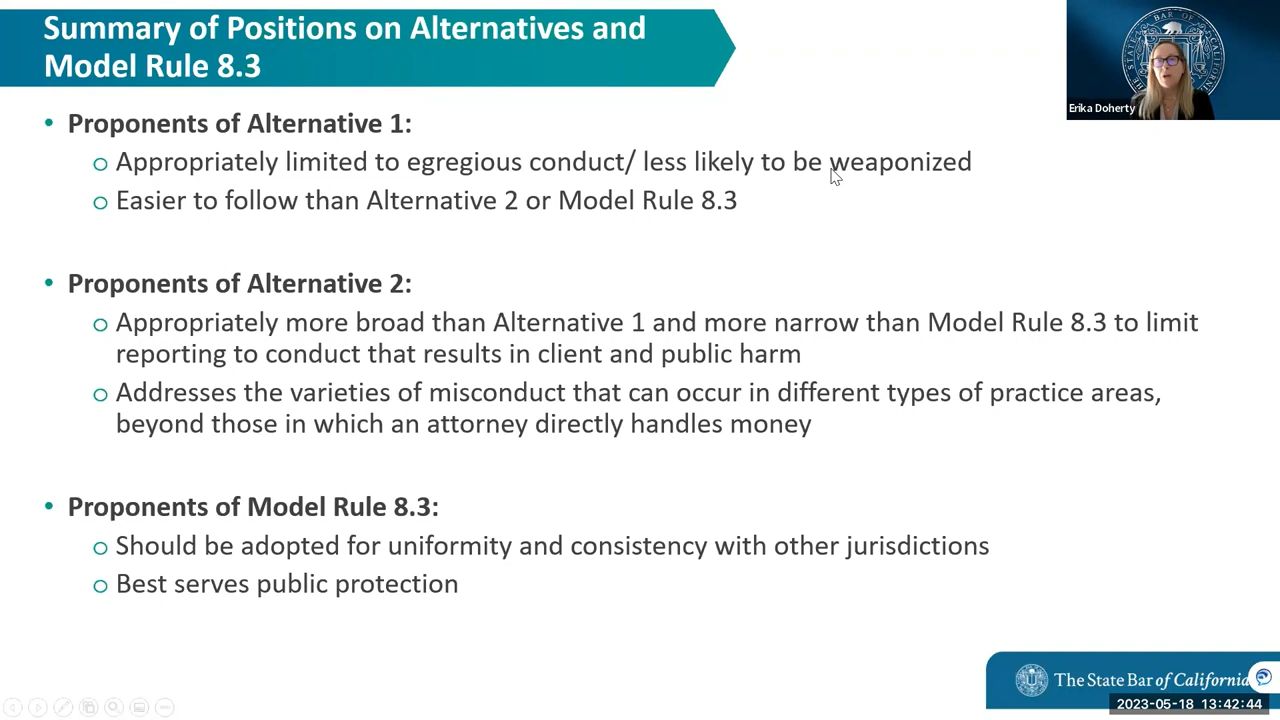 Summary of Positions on Alternatives and
Model Rule 8.3
Erika Doherty
• Proponents of Alternative 1:
o Appropriately limited to egregious conduct/ less likely to be weaponized
o Easier to follow than Alternative 2 or Model Rule 8.3
• Proponents of Alternative 2:
o Appropriately more broad than Alternative 1 and more narrow than Model Rule 8.3 to limit
reporting to conduct that results in client and public harm
o Addresses the varieties of misconduct that can occur in different types of practice areas,
beyond those in which an attorney directly handles money
• Proponents of Model Rule 8.3:
o Should be adopted for uniformity and consistency with other jurisdictions
o Best serves public protection
The State Bar of California
2023-05-18 13:42:44